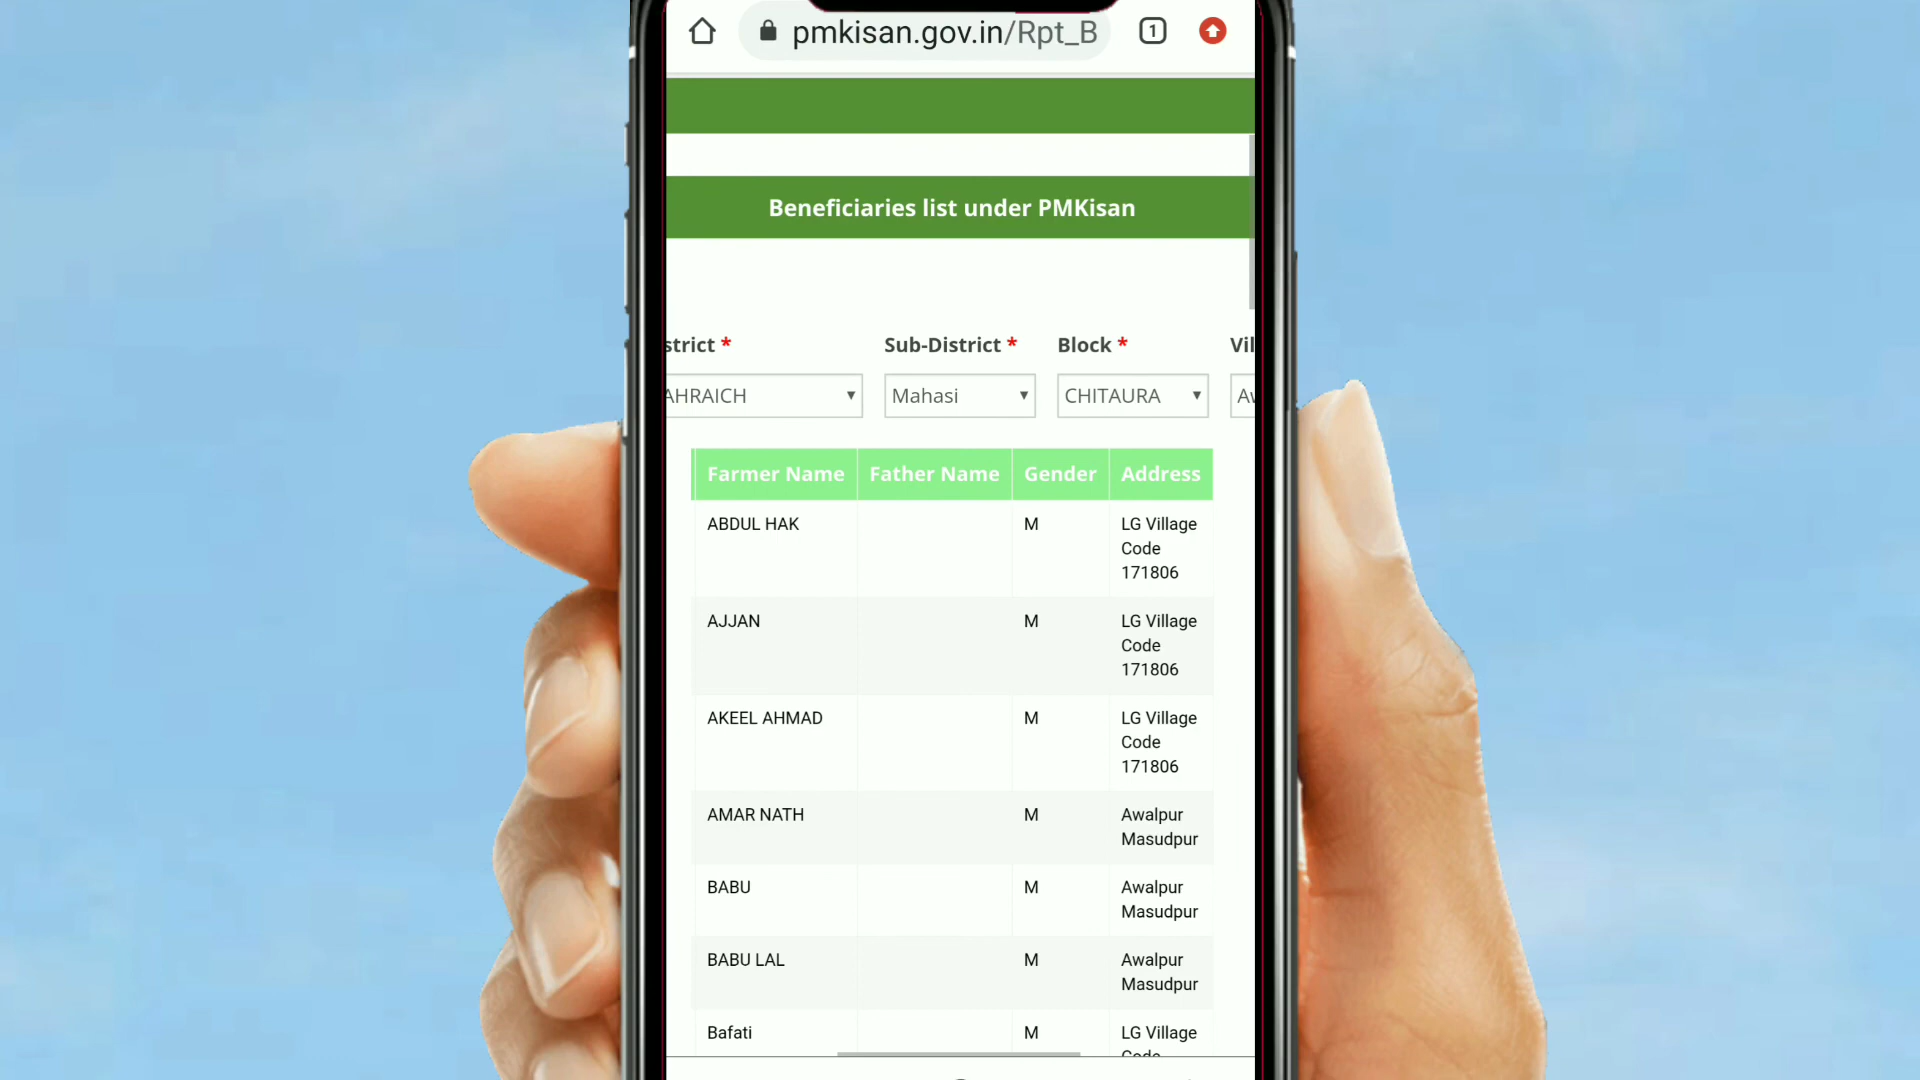 pmkisan.gov.in/Rpt_B 1
Beneficiaries list under PMKisan
strict * Sub-District * Block * Vil
AHRAICH Mahasi CHITAURA
Farmer Name Father Name Gender Address
ABDUL HAK M LG Village
Code
171806
AJJAN M LG Village
Code
171806
AKEEL AHMAD M LG Village
Code
171806
AMAR NATH M Awalpur
Masudpur
BABU M Awalpur
Masudpur
BABU LAL M Awalpur
Masudpur
Bafati M LG Village